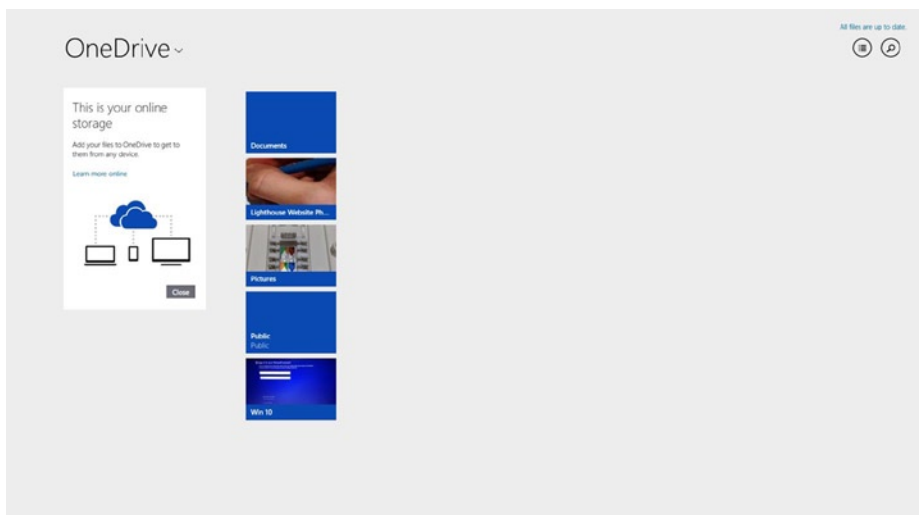 All files are up to date.
OneDrive
This is your online
storage
Add your files to OneDrive to get to
them from any device.
Learn more online
Close
Documents
Lighthouse Website Ph...
Pictures
Public
Public
Win 10